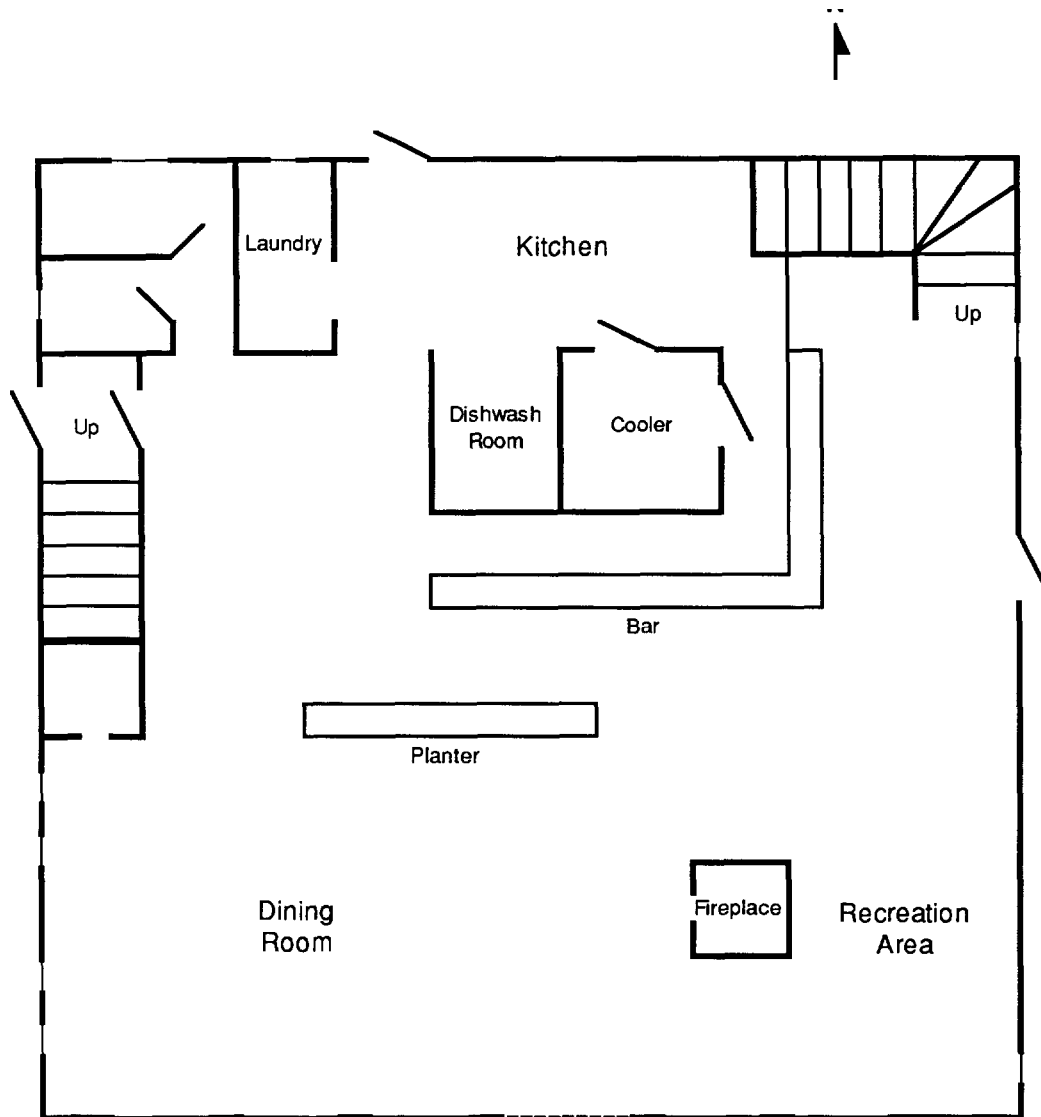 Laundry
Kitchen
Up
Up
Dishwash
Room
Cooler
Bar
Planter
Dining
Room
Fireplace
Recreation
Area